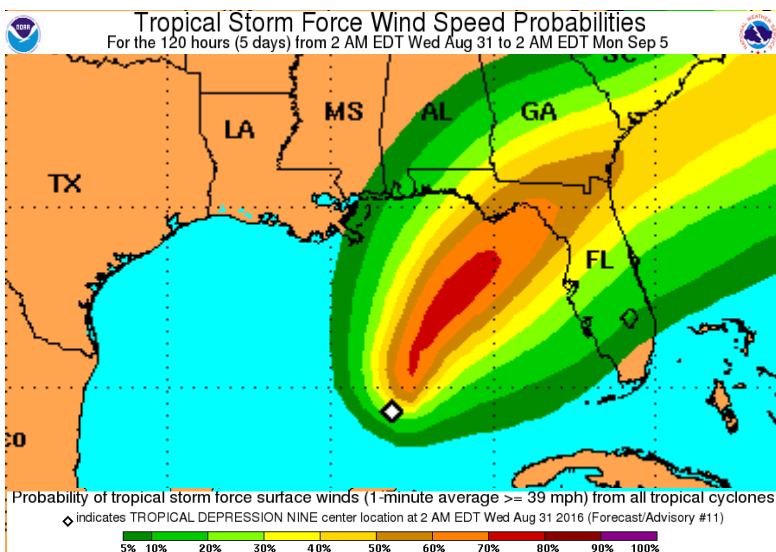 Tropical Storm Force Wind Speed Probabilities
For the 120 hours (5 days) from 2 AM EDT Wed Aug 31 to 2 AM EDT Mon Sep 5
NOAA
SC
MS AL GA
LA
TX
FL
CO
Probability of tropical storm force surface winds (1-minute average >= 39 mph) from all tropical cyclones
indicates TROPICAL DEPRESSION NINE center location at 2 AM EDT Wed Aug 31 2016 (Forecast/Advisory #11)
5% 10% 20% 30% 40% 50% 60% 70% 80% 90% 100%